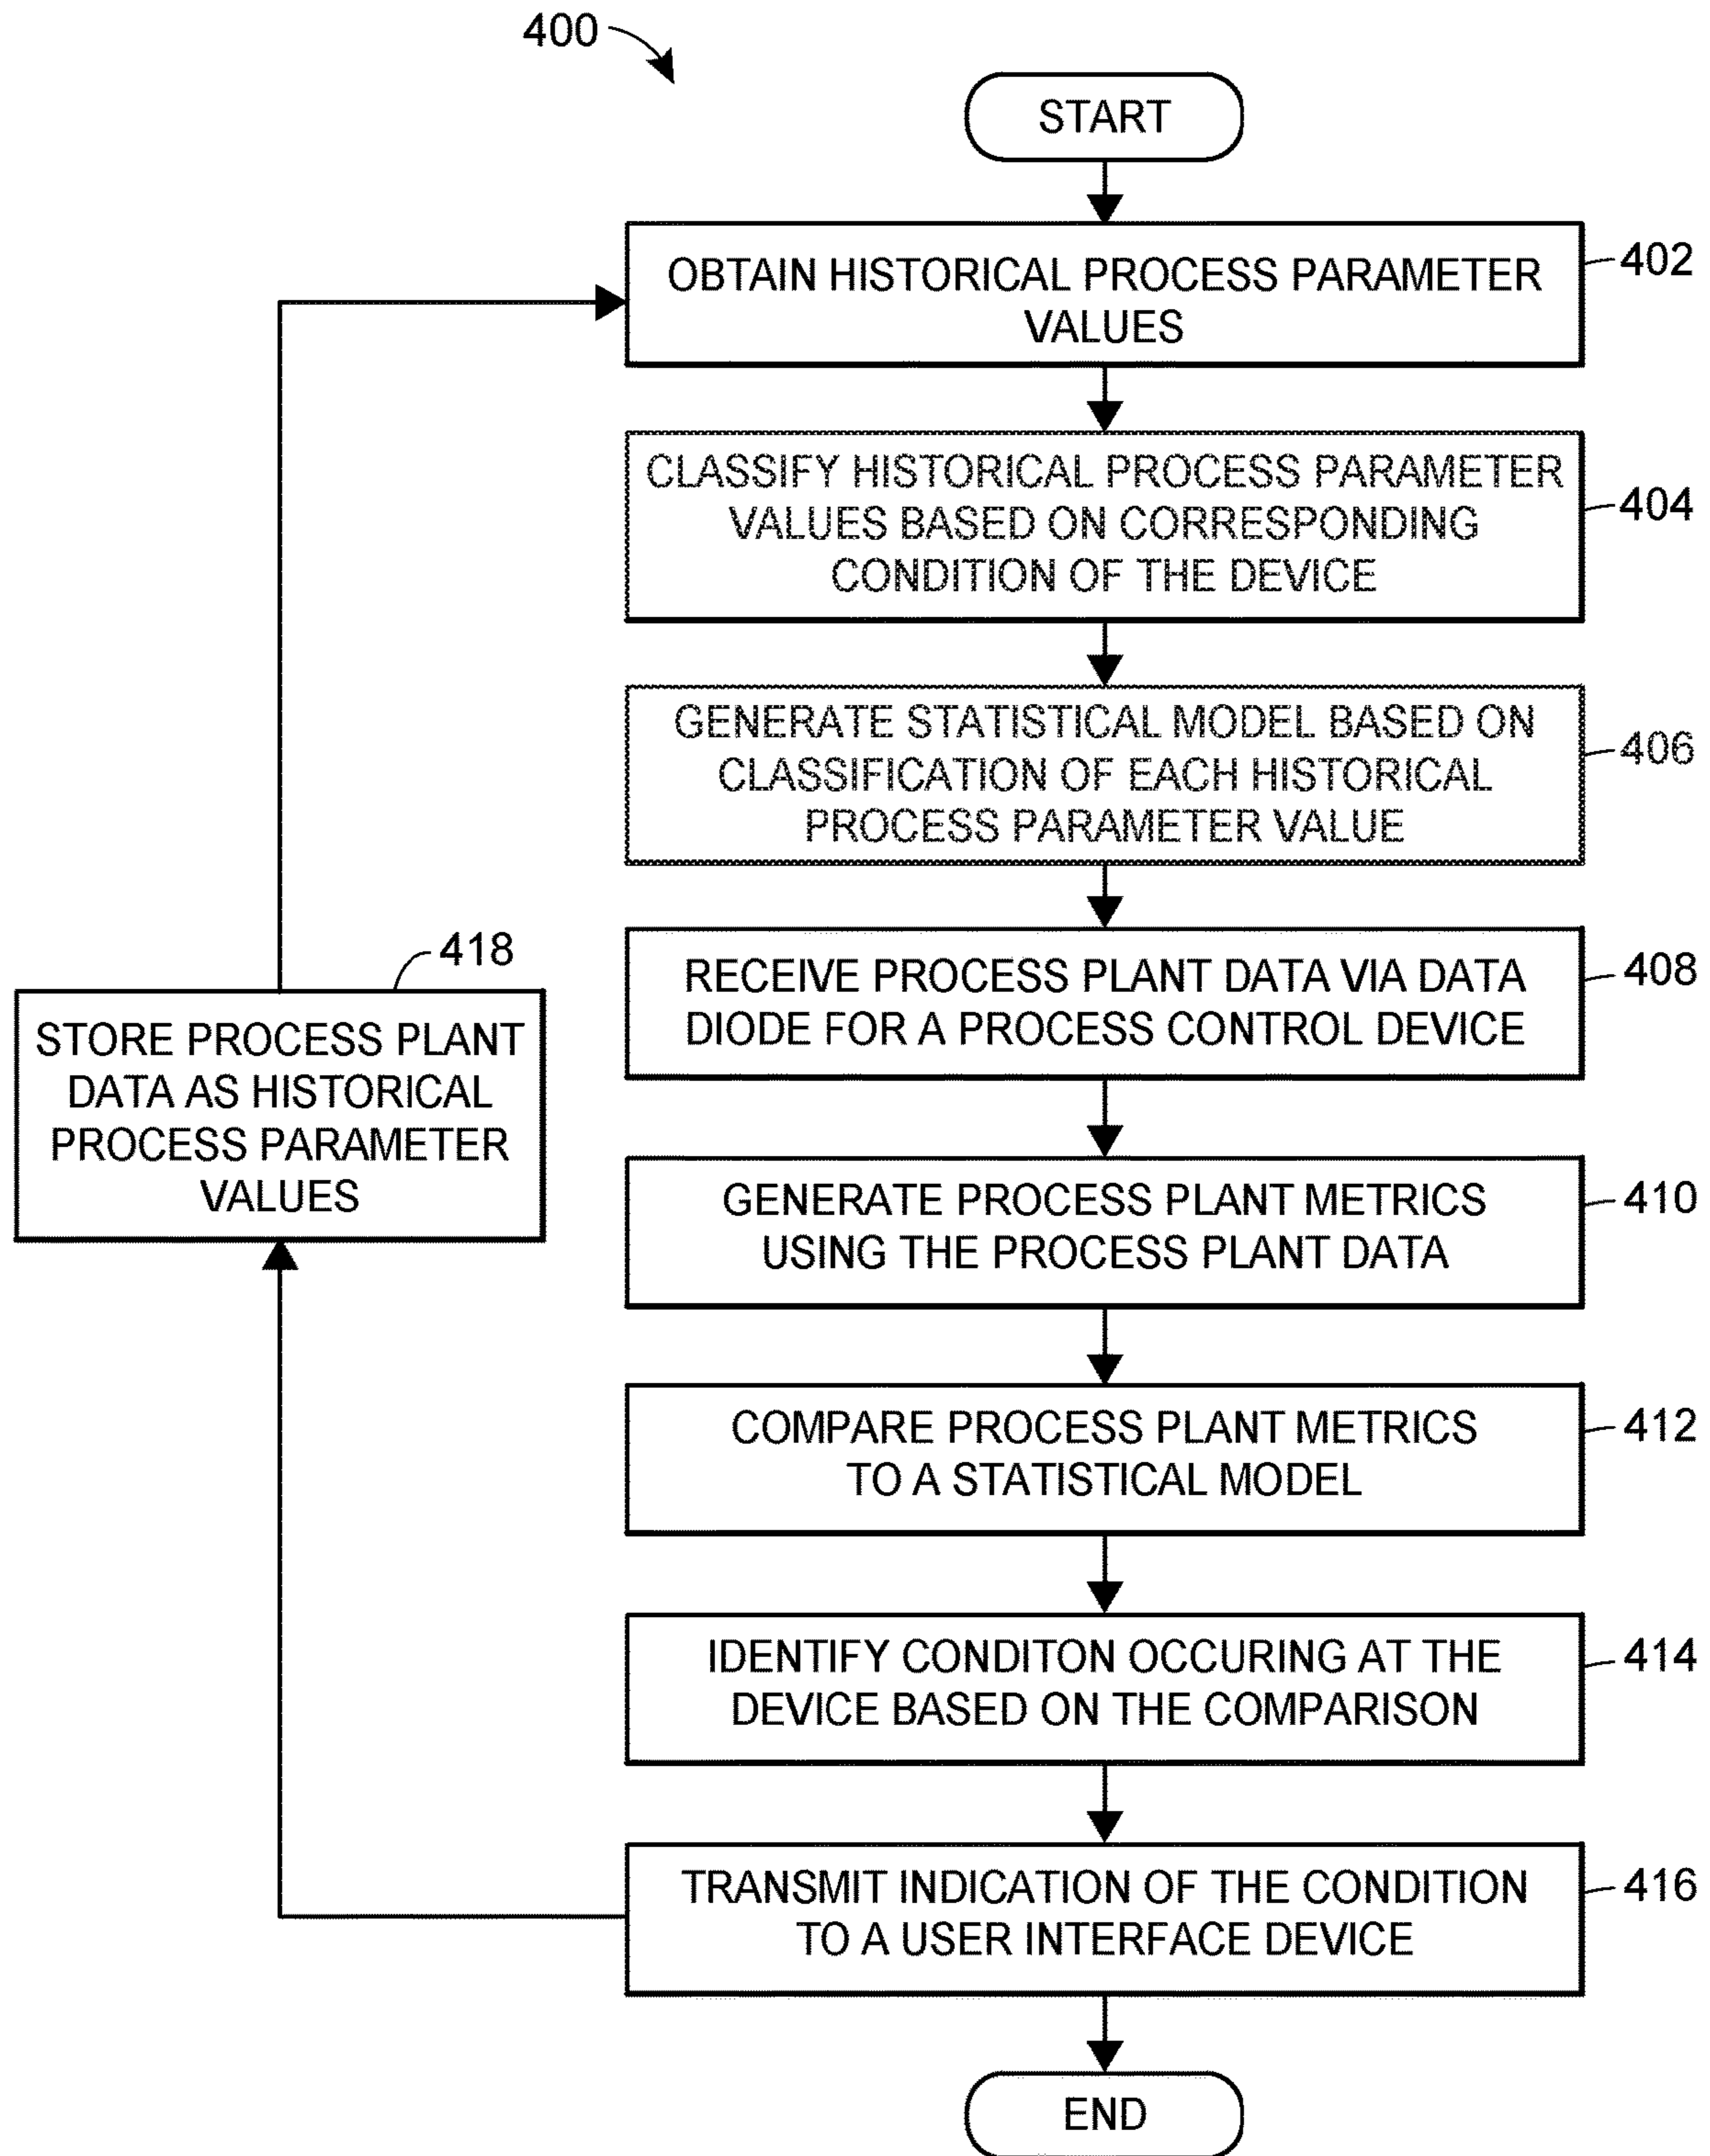 400
START
OBTAIN HISTORICAL PROCESS PARAMETER
VALUES
402
CLASSIFY HISTORICAL PROCESS PARAMETER
VALUES BASED ON CORRESPONDING
CONDITION OF THE DEVICE
404
GENERATE STATISTICAL MODEL BASED ON
CLASSIFICATION OF EACH HISTORICAL
PROCESS PARAMETER VALUE
406
RECEIVE PROCESS PLANT DATA VIA DATA
DIODE FOR A PROCESS CONTROL DEVICE
408
GENERATE PROCESS PLANT METRICS
USING THE PROCESS PLANT DATA
410
COMPARE PROCESS PLANT METRICS
TO A STATISTICAL MODEL
412
IDENTIFY CONDITON OCCURING AT THE
DEVICE BASED ON THE COMPARISON
414
TRANSMIT INDICATION OF THE CONDITION
TO A USER INTERFACE DEVICE
416
418
STORE PROCESS PLANT
DATA AS HISTORICAL
PROCESS PARAMETER
VALUES
END